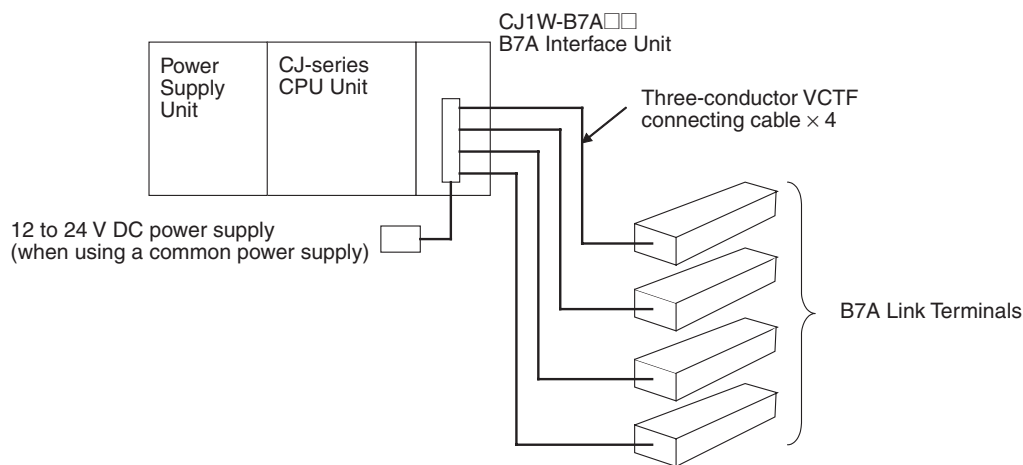 CJ1W-B7A□□
B7A Interface Unit
Power
Supply
Unit
CJ-series
CPU Unit
Three-conductor VCTF
connecting cable × 4
12 to 24 V DC power supply
(when using a common power supply)
B7A Link Terminals